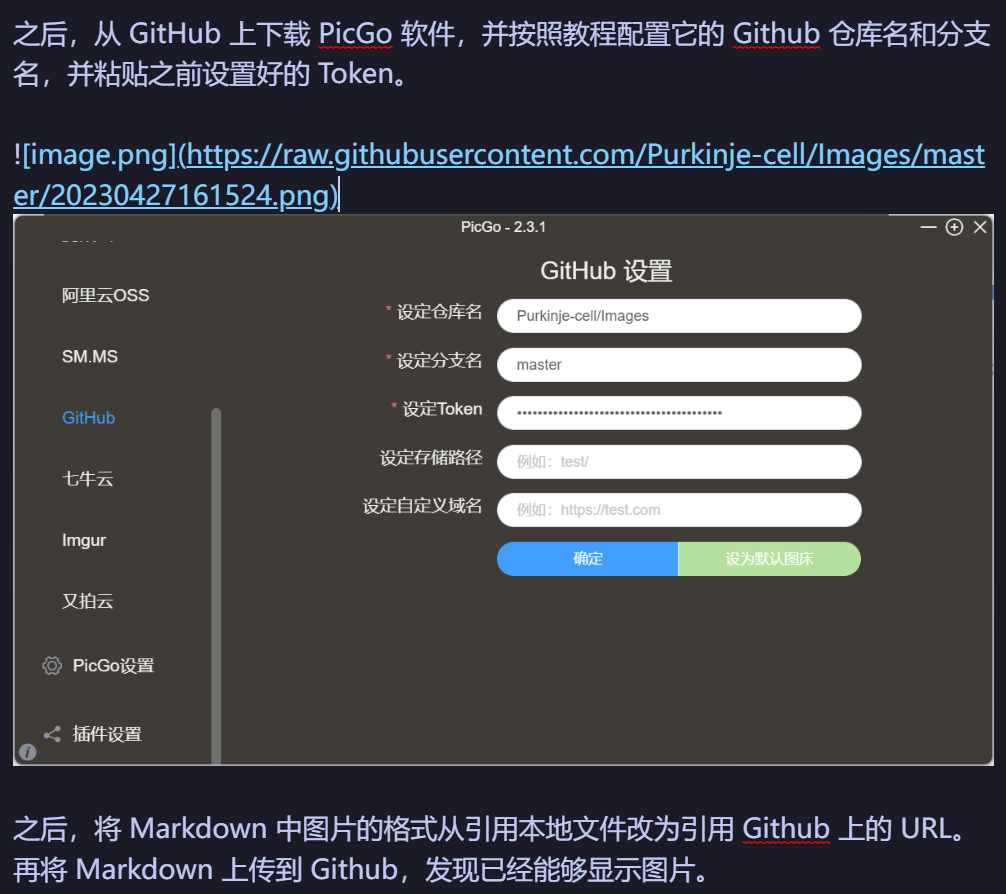 之后，从 GitHub 上下载 PicGo 软件，并按照教程配置它的 Github 仓库名和分支
名，并粘贴之前设置好的 Token。
![image.png](https://raw.githubusercontent.com/Purkinje-cell/Images/mast
er/20230427161524.png)
PicGo - 2.3.1
GitHub 设置
阿里云OSS
SM.MS
GitHub
七牛云
Imgur
又拍云
PicGo设置
插件设置
* 设定仓库名 Purkinje-cell/Images
* 设定分支名 master
* 设定Token ••••••••••••••••••••••••••••••••••••••••
设定存储路径 例如：test/
设定自定义域名 例如：https://test.com
确定 设为默认图床
之后，将 Markdown 中图片的格式从引用本地文件改为引用 Github 上的 URL。
再将 Markdown 上传到 Github，发现已经能够显示图片。